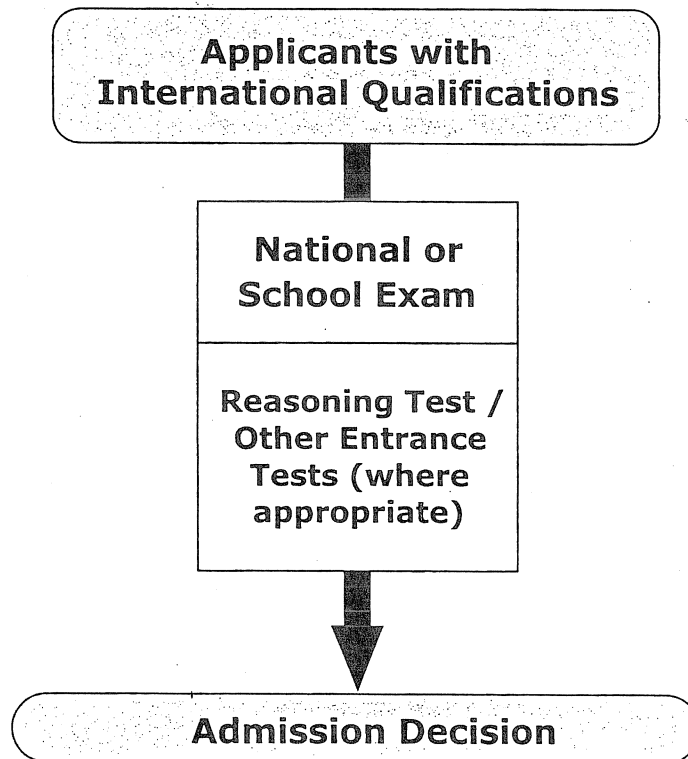 Applicants with
International Qualifications
National or
School Exam
Reasoning Test /
Other Entrance
Tests (where
appropriate)
Admission Decision